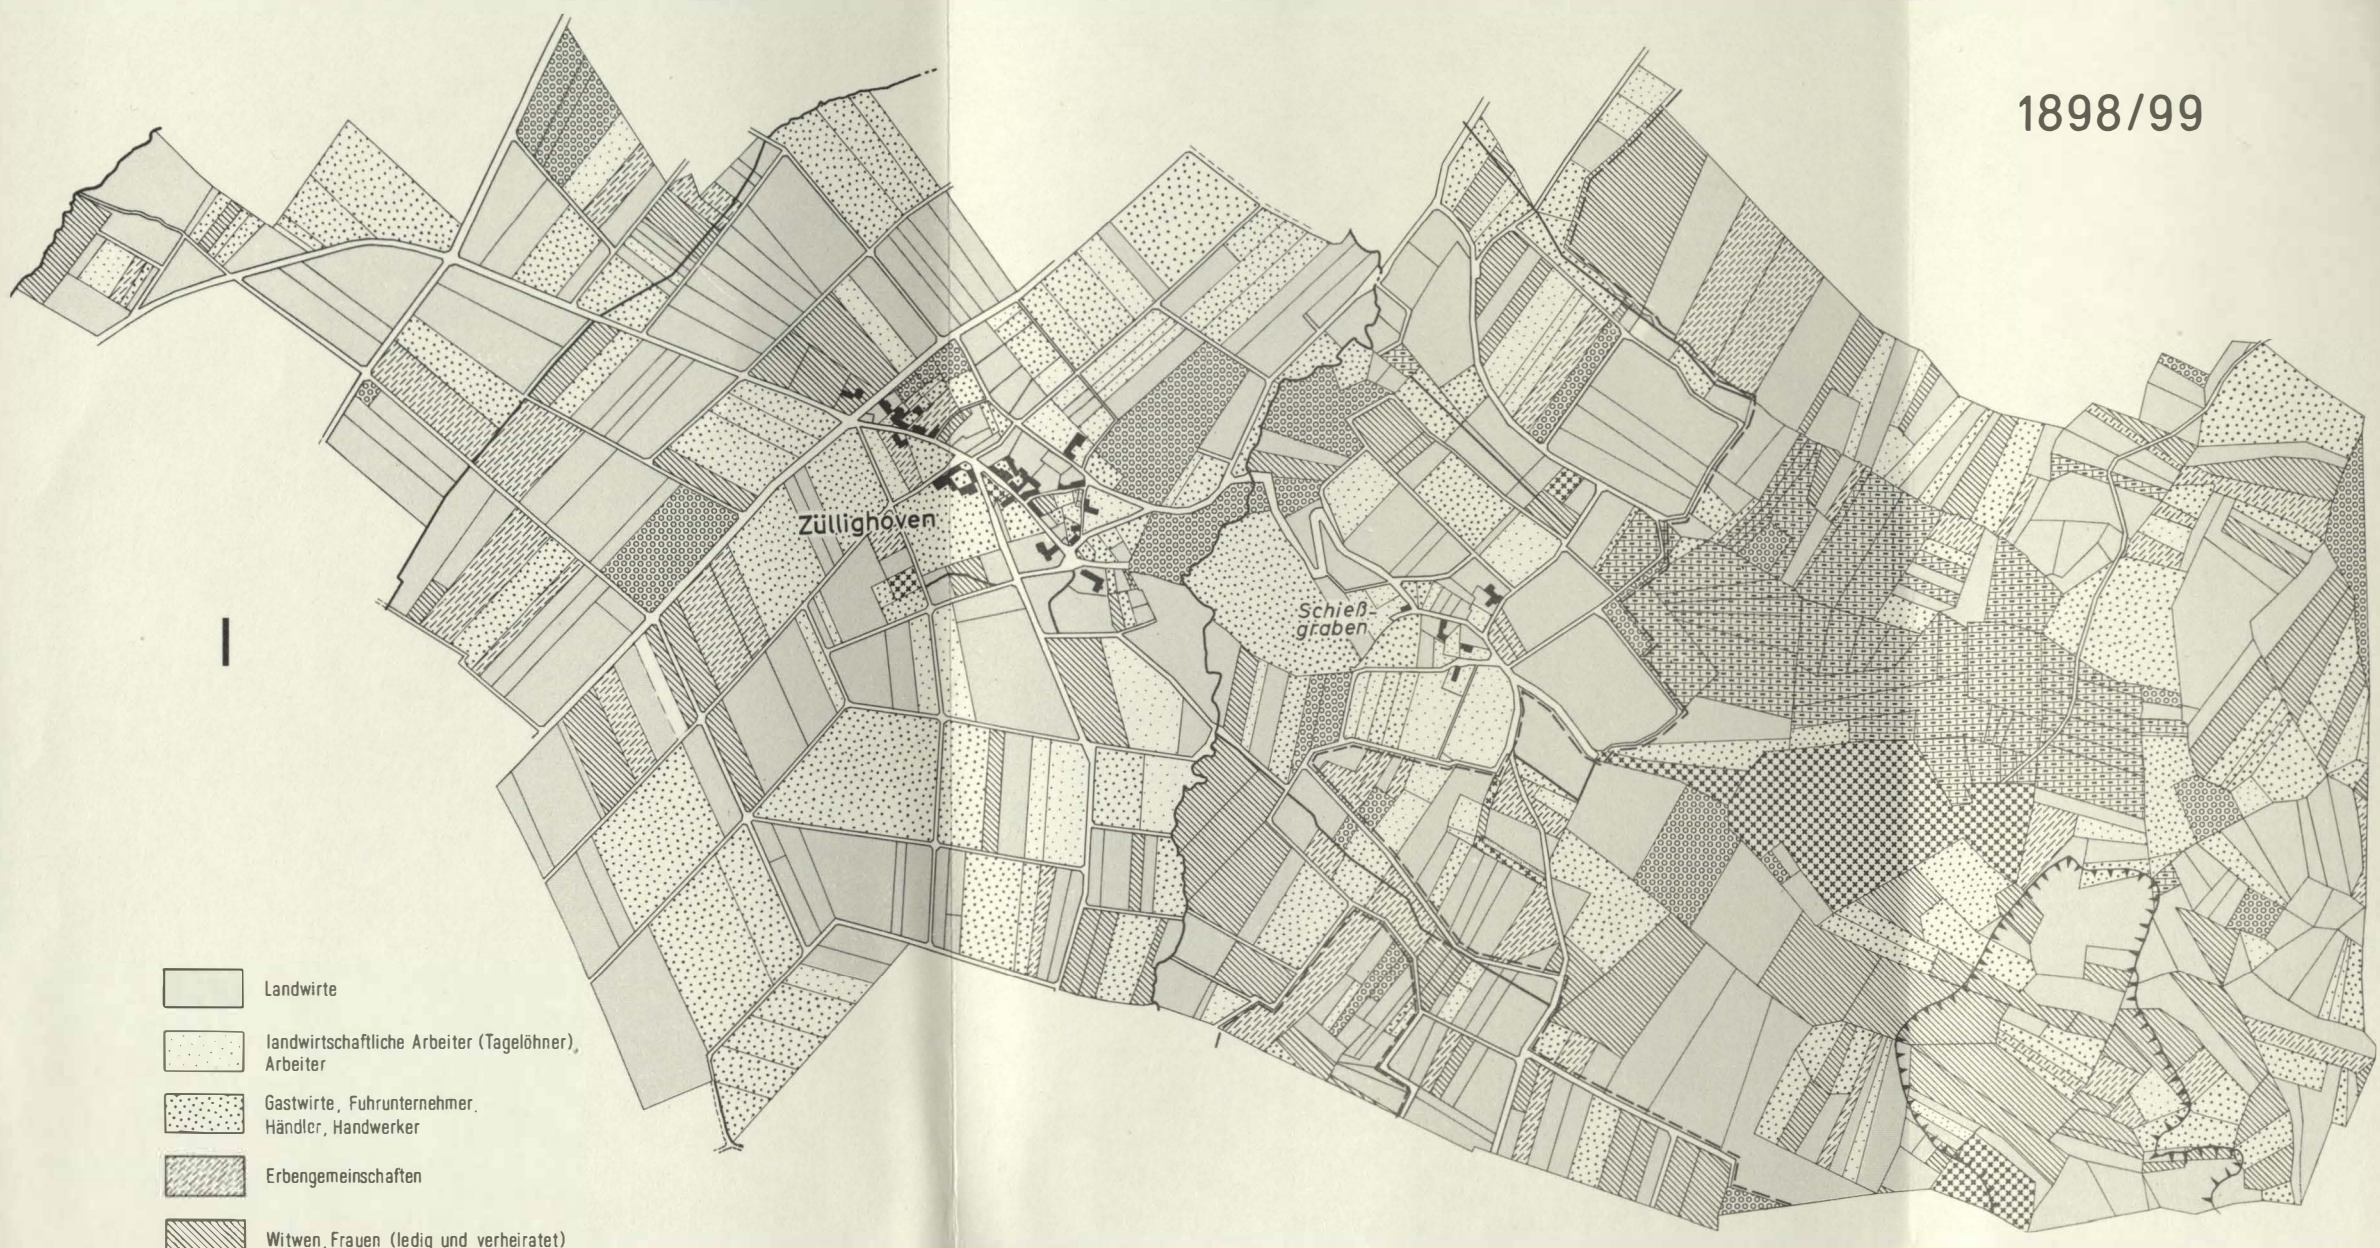 1898/99
Züllighoven
Schieß-
graben
I
Landwirte
landwirtschaftliche Arbeiter (Tagelöhner),
Arbeiter
Gastwirte, Fuhrunternehmer,
Händler, Handwerker
Erbengemeinschaften
Witwen, Frauen (ledig und verheiratet)